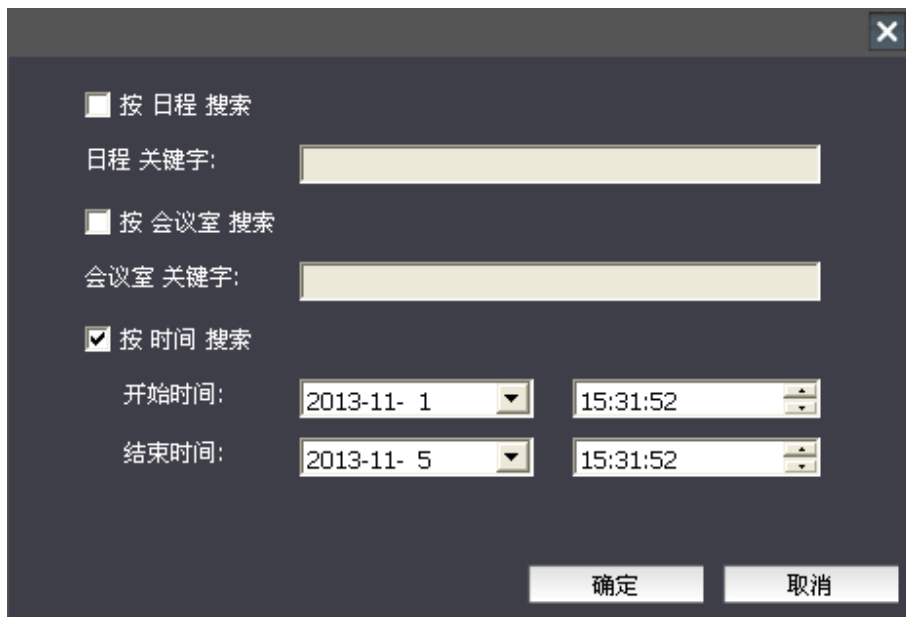 按 日程 搜索
日程 关键字:
按 会议室 搜索
会议室 关键字:
按 时间 搜索
开始时间: 2013-11- 1 15:31:52
结束时间: 2013-11- 5 15:31:52
确定 取消